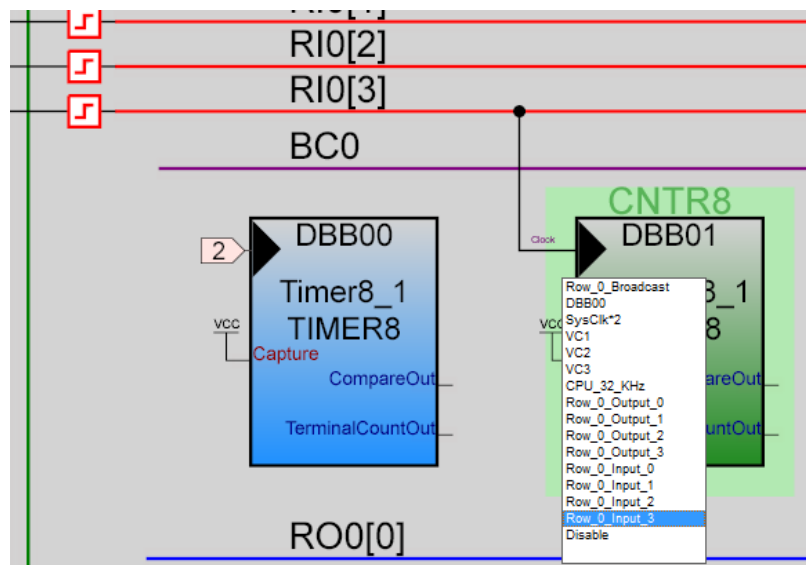 RI0[2]
RI0[3]
BC0
CNTR8
2
DBB00
Clock
DBB01
Timer8_1
TIMER8
8
VCC
Capture
CompareOut
TerminalCountOut
Row_0_Broadcast
DBB00
SysClk*2
VC1
VC2
VC3
CPU_32_KHz
Row_0_Output_0
Row_0_Output_1
Row_0_Output_2
Row_0_Output_3
Row_0_Input_0
Row_0_Input_1
Row_0_Input_2
Row_0_Input_3
Disable
RO0[0]